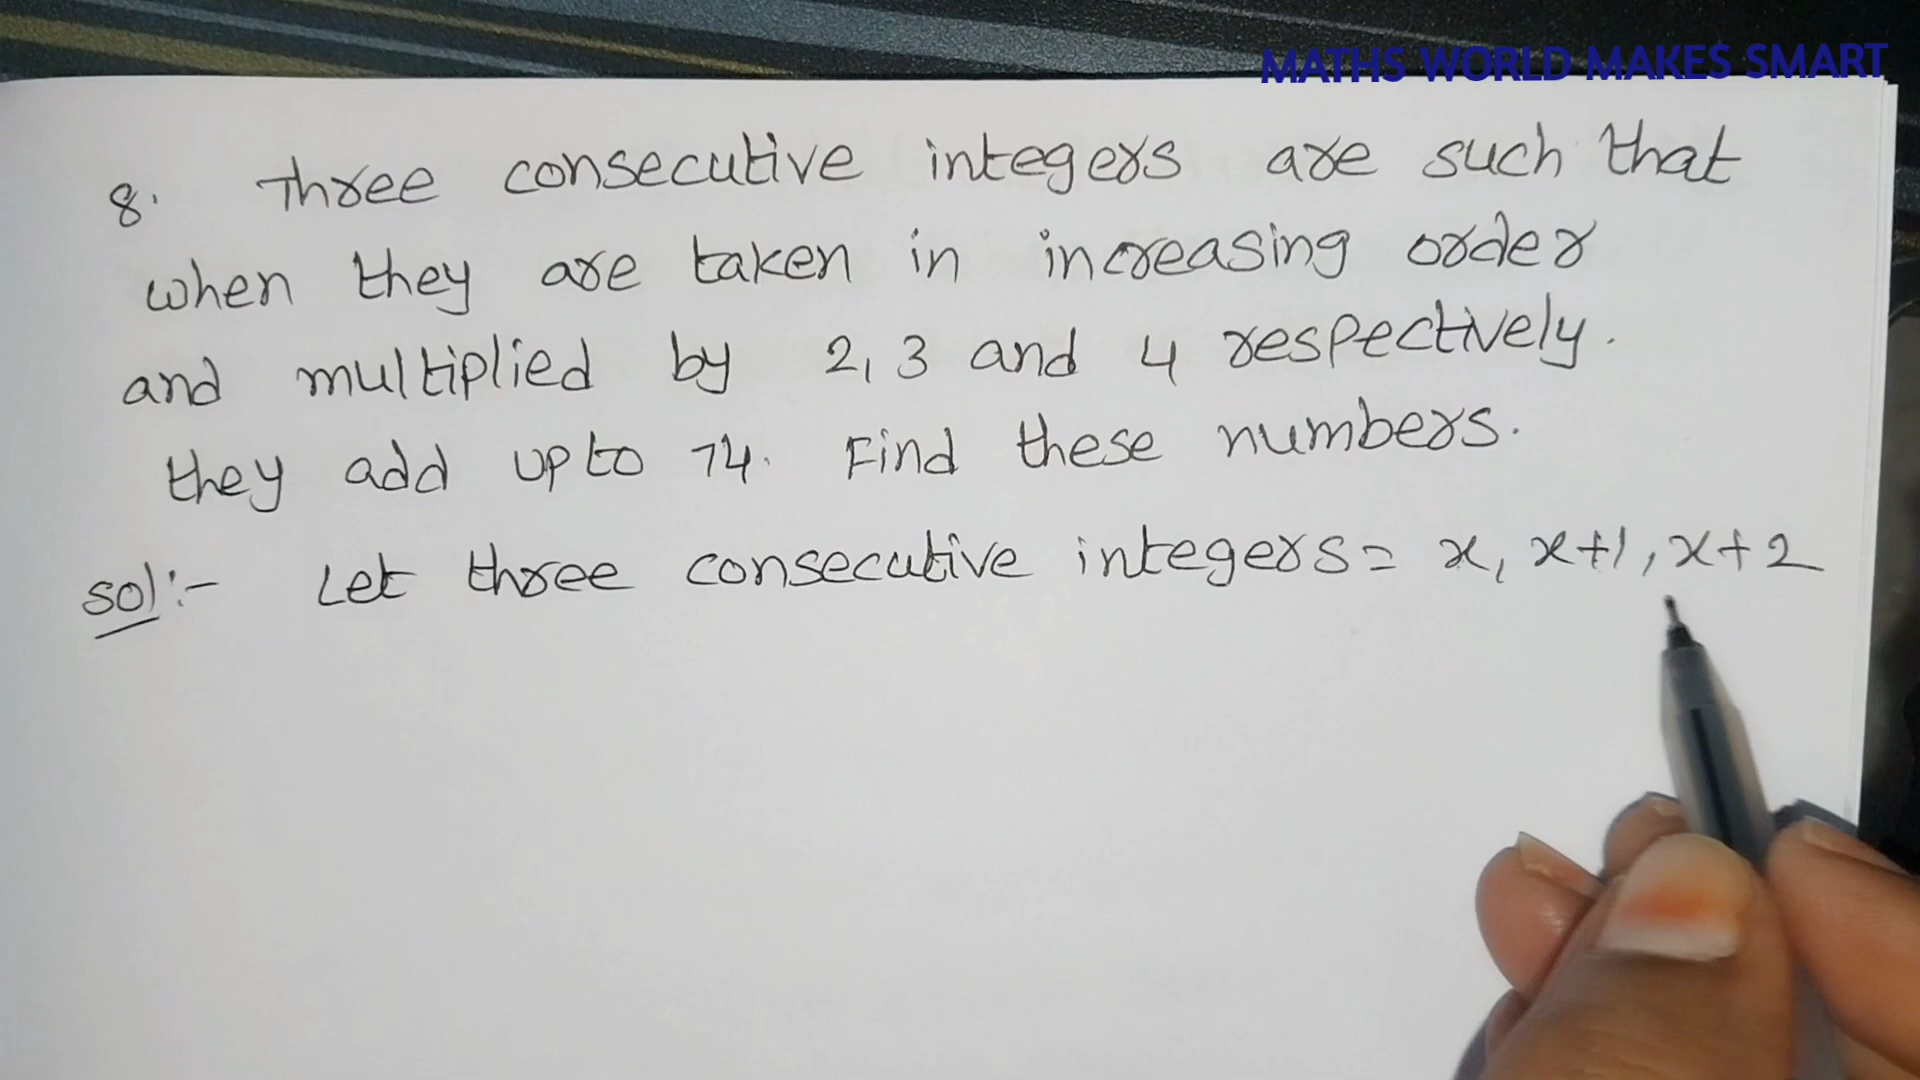 MATHS WORLD MAKES SMART
8. Three consecutive integers are such that
when they are taken in increasing order
and multiplied by 2, 3 and 4 respectively.
they add upto 74. Find these numbers.
Sol:- Let three consecutive integers = x, x+1, x+2